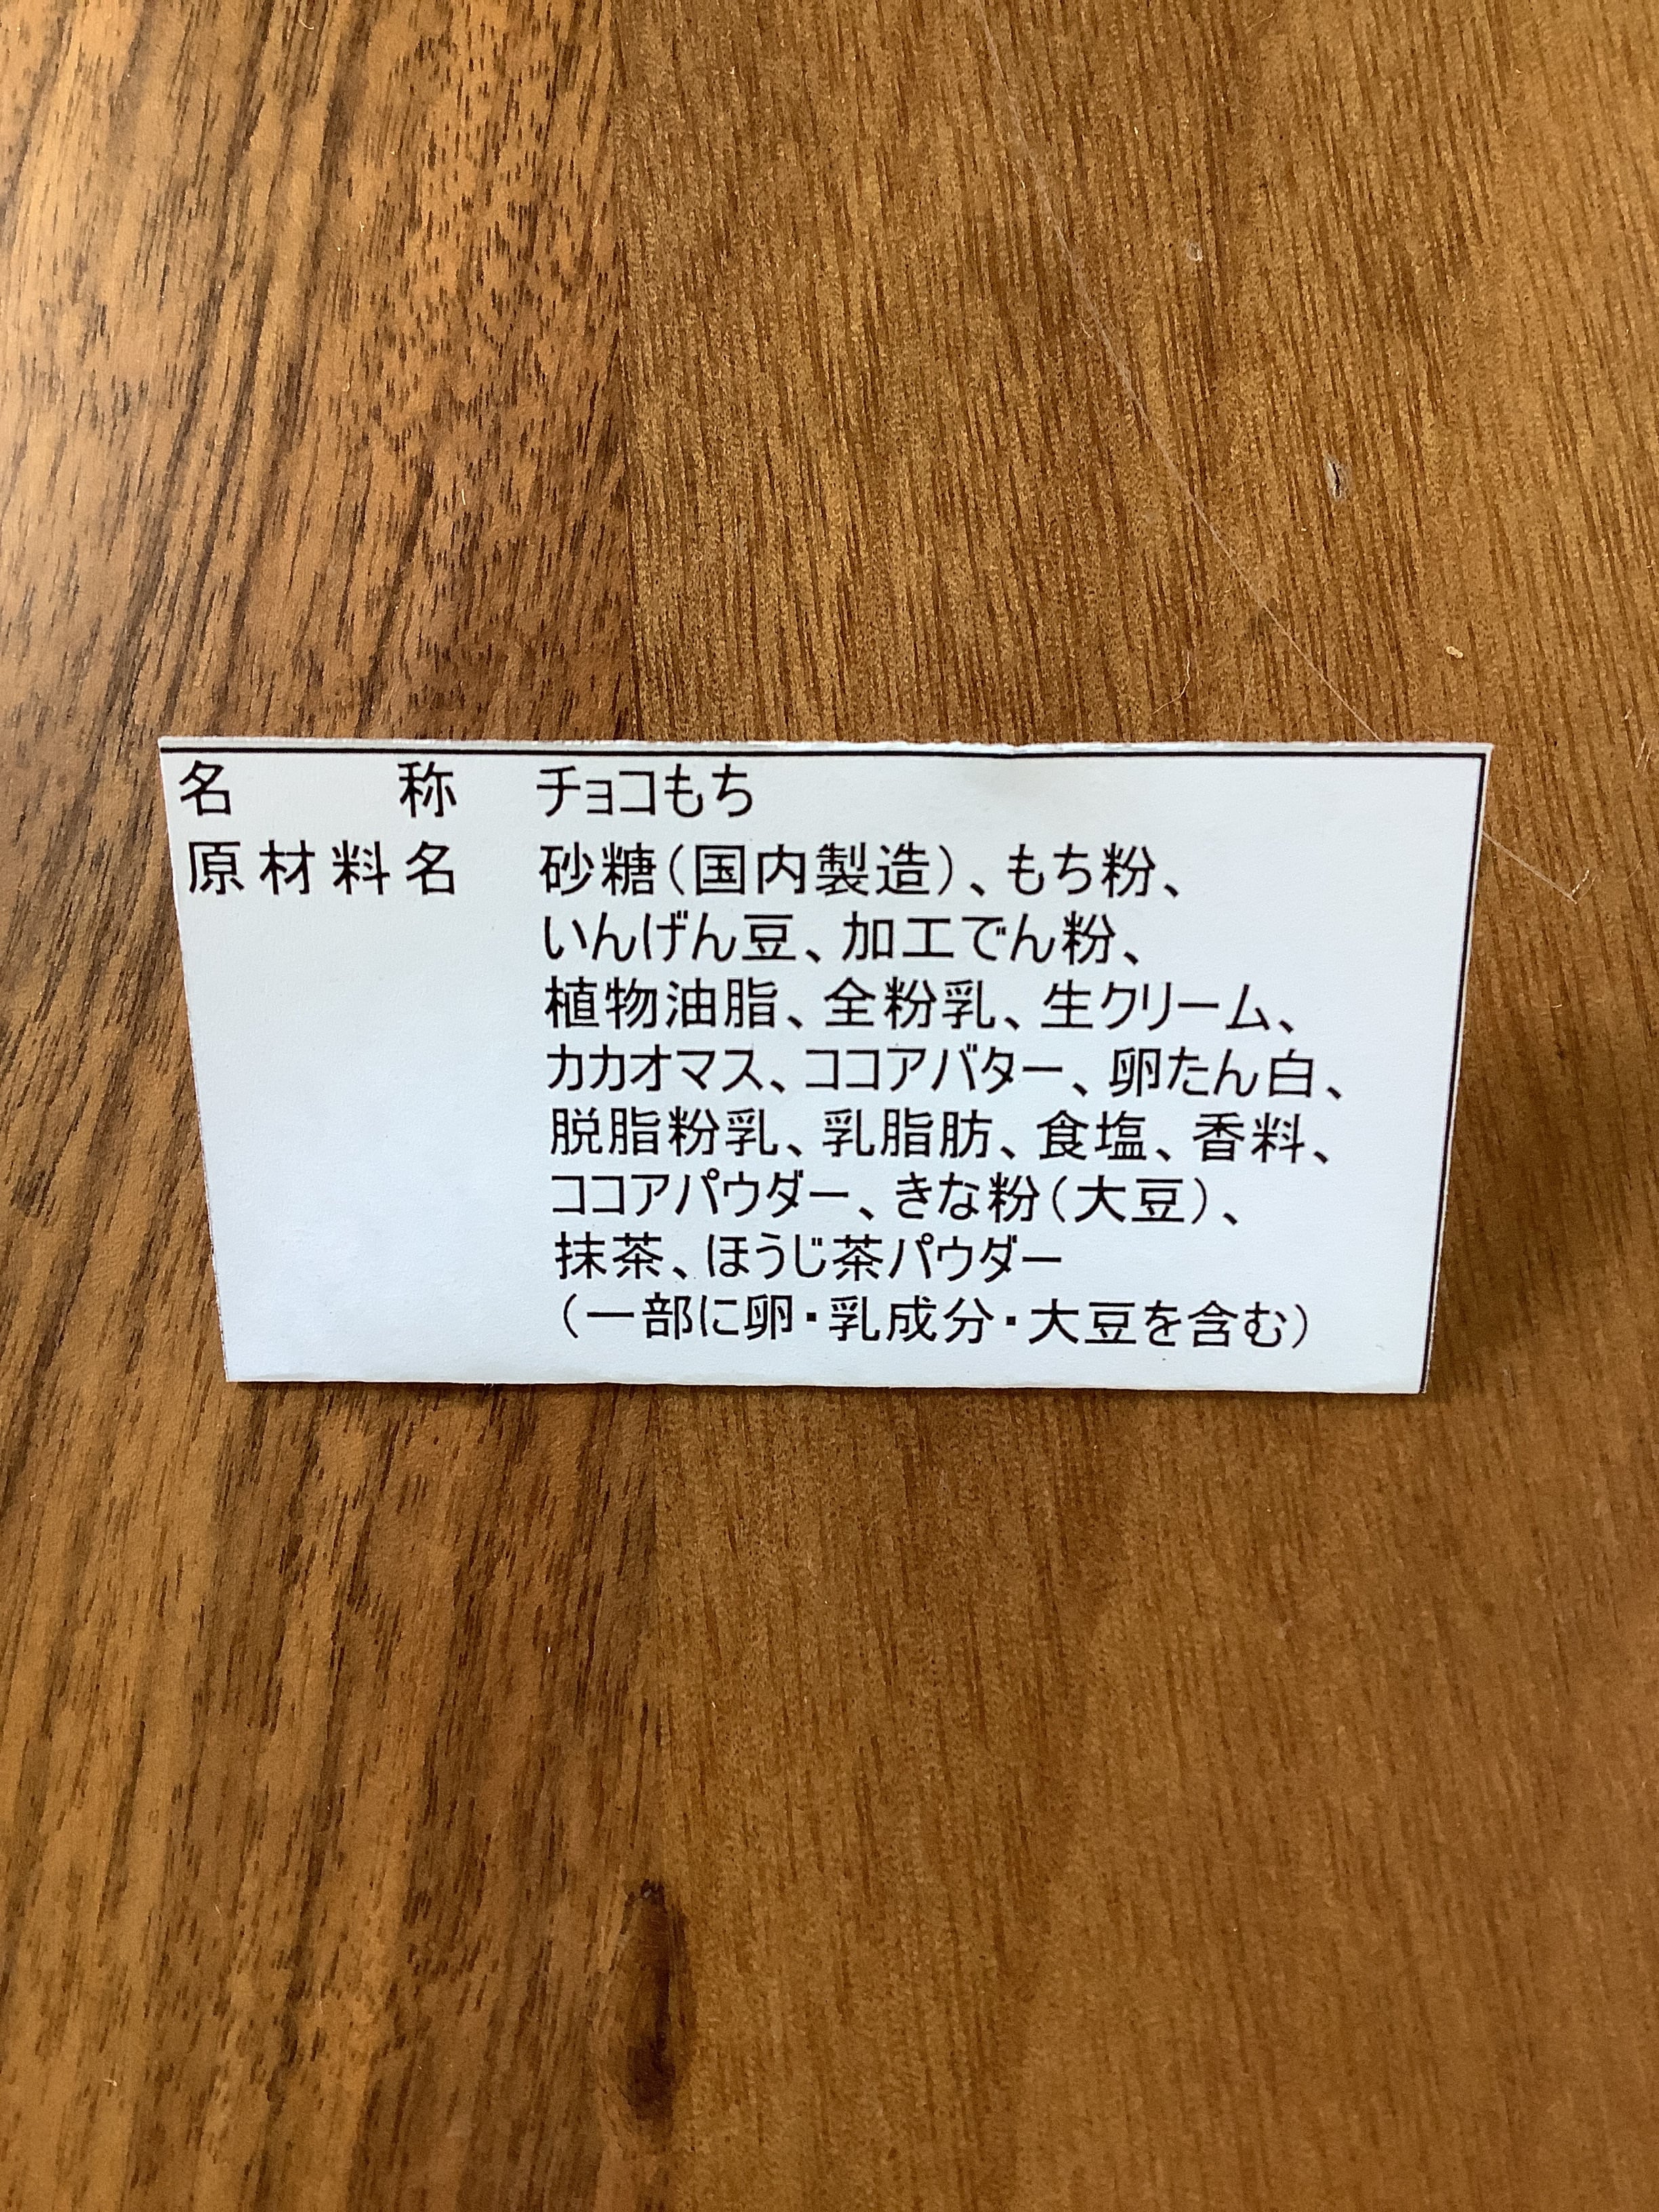 名称 チョコもち
原材料名 砂糖(国内製造)、もち粉、
いんげん豆、加工でん粉、
植物油脂、全粉乳、生クリーム、
カカオマス、ココアバター、卵たん白、
脱脂粉乳、乳脂肪、食塩、香料、
ココアパウダー、きな粉(大豆)、
抹茶、ほうじ茶パウダー
(一部に卵・乳成分・大豆を含む)